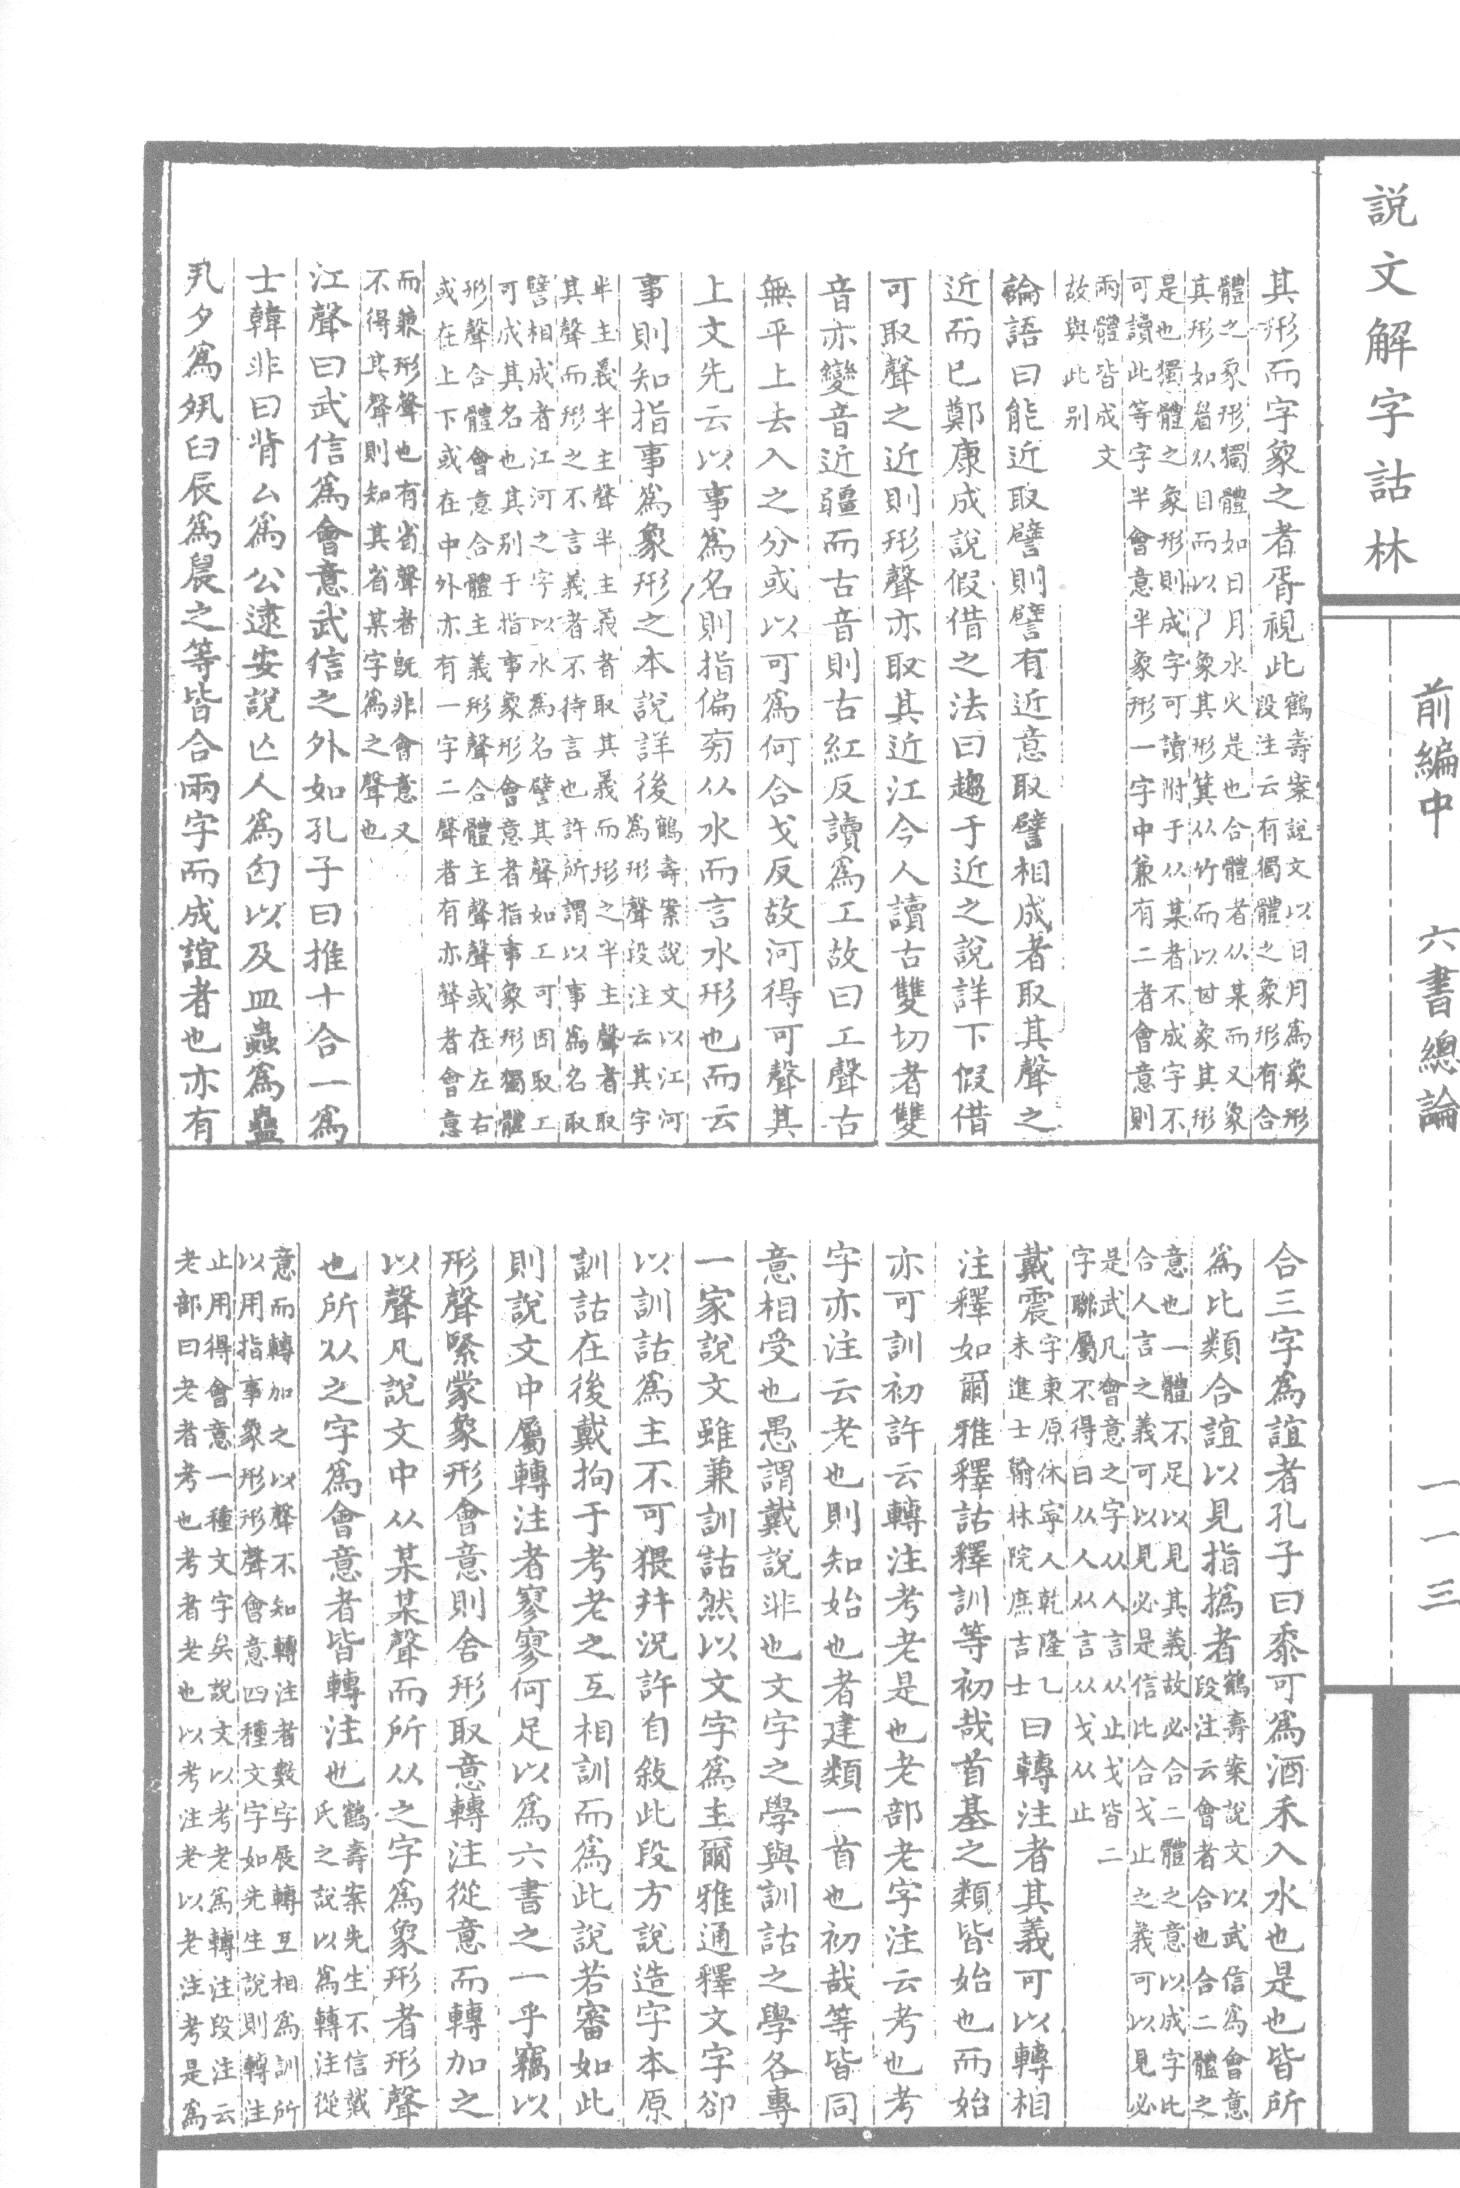 說文解字詁林
前編中　六書總論
一一三
其形而字象之者胥視此鶴壽案說文以日月爲象形
段注云有獨體之象形有合
體之象形獨體如日月水火是也合體者从某而又象
其形如睂从目而以象其形箕从竹而以象其形
是也獨體之象形則成字可讀附于从某者不成字不
可讀此等字半會意半象形一字中兼有二者會意則
兩體皆成文
故與此别
論語曰能近取譬則譬有近意取譬相成者取其聲之
近而已鄭康成說假借之法曰趨于近之說詳下假借
可取聲之近則形聲亦取其近江今人讀古雙切者雙
音亦變音近疆而古音則古紅反讀爲工故曰工聲古
無平上去入之分或以可爲何合戈反故河得可聲其
上文先云以事爲名則指偏㫄从水而言水形也而云
事則知指事爲象形之本說詳後鶴壽案說文以江河
爲形聲段注云其字
半主義半主聲半主義者取其義而形之半主聲者取
其聲而形之不言義者不待言也許所謂以事爲名取
譬相成者江河之字以水爲名譬其聲如工可因取工
可成其名也其别于指事象形會意者指事象形獨體
形聲合體會意合體主義形聲合體主聲聲或在左右
或在上下或在中外亦有一字二聲者有亦聲者會意
而兼形聲也有省聲者旣非會意又
不得其聲則知其省某字爲之聲也
江聲曰武信爲會意武信之外如孔子曰推十合一爲
士韓非曰背厶爲公逮安說亾人爲匄以及皿蟲爲蠱
丮夕爲夙臼辰爲晨之等皆合兩字而成誼者也亦有
合三字爲誼者孔子曰黍可爲酒禾入水也是也皆所
爲比類合誼以見指撝者鶴壽案說文以武信爲會意
段注云會者合也合二體之
意也一體不足以見其義故必合二體之意以成字比
合人言之義可以見必是信比合戈止之義可以見必
是武凡會意之字从人言从止戈皆二
字聯屬不得曰从人从言从戈从止
戴震字東原休寧人乾隆乙
未進士翰林院庶吉士曰轉注者其義可以轉相
注釋如爾雅釋詁釋訓等初哉首基之類皆始也而始
亦可訓初許云轉注考老是也老部老字注云考也考
字亦注云老也則知始也者建類一首也初哉等皆同
意相受也愚謂戴說非也文字之學與訓詁之學各專
一家說文雖兼訓詁然以文字爲主爾雅通釋文字卻
以訓詁爲主不可猥幷況許自敍此段方說造字本原
訓詁在後戴拘于考老之互相訓而爲此說若審如此
則說文中屬轉注者寥寥何足以爲六書之一乎竊以
形聲緊蒙象形會意則舍形取意轉注從意而轉加之
以聲凡說文中从某某聲而所从之字爲象形者形聲
也所以从之字爲會意者皆轉注也鶴壽案先生不信戴
氏之說以爲轉注從
意而轉加之以聲不知轉注者數字展轉互相爲訓所
以用指事象形形聲會意四種文字如先生說則轉注
止用得會意一種文字矣說文以考老爲轉注段注云
老部曰老者考也考者老也以考注老以老注考是爲